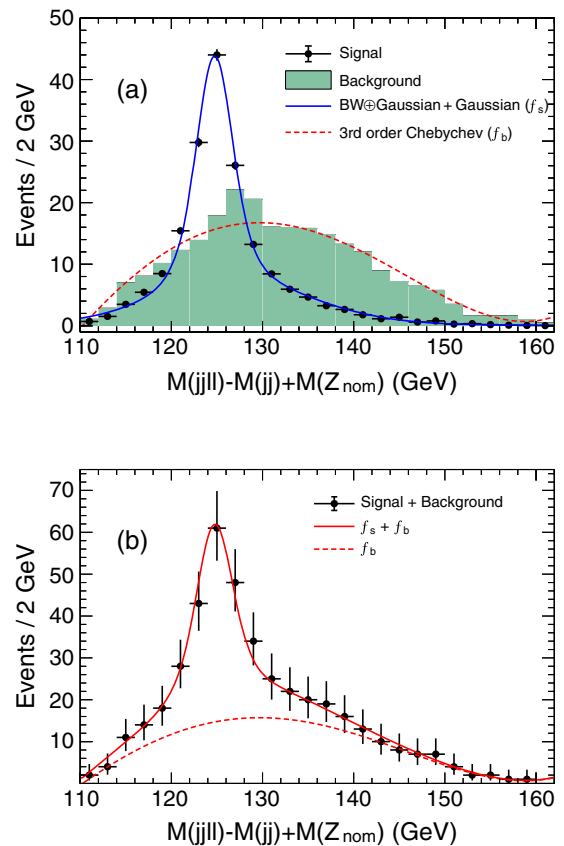 50
40
30
20
10
0
Events / 2 GeV
(a)
Signal
Background
BW⊕Gaussian + Gaussian (fs)
3rd order Chebychev (fb)
110 120 130 140 150 160
M(jjll)-M(jj)+M(Znom) (GeV)
70
60
50
40
30
20
10
Events / 2 GeV
(b)
Signal + Background
fs + fb
fb
110 120 130 140 150 160
M(jjll)-M(jj)+M(Znom) (GeV)